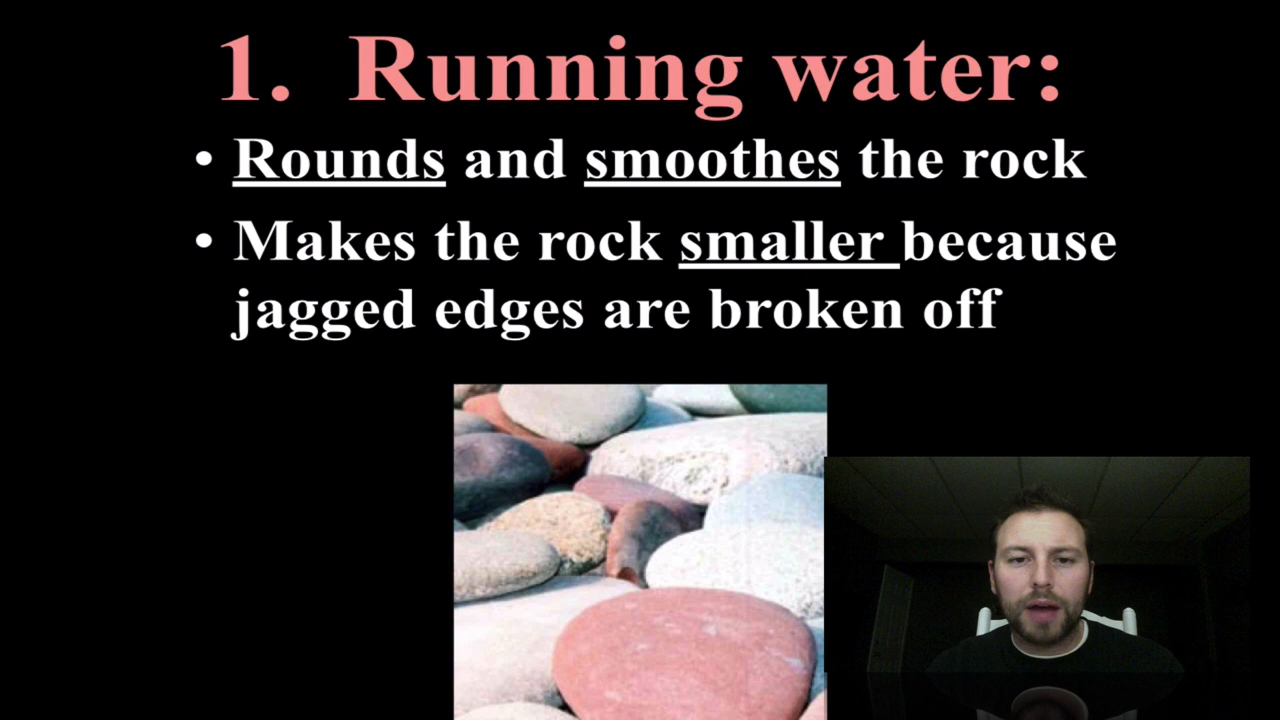 1. Running water:
• Rounds and smoothes the rock
• Makes the rock smaller because
jagged edges are broken off